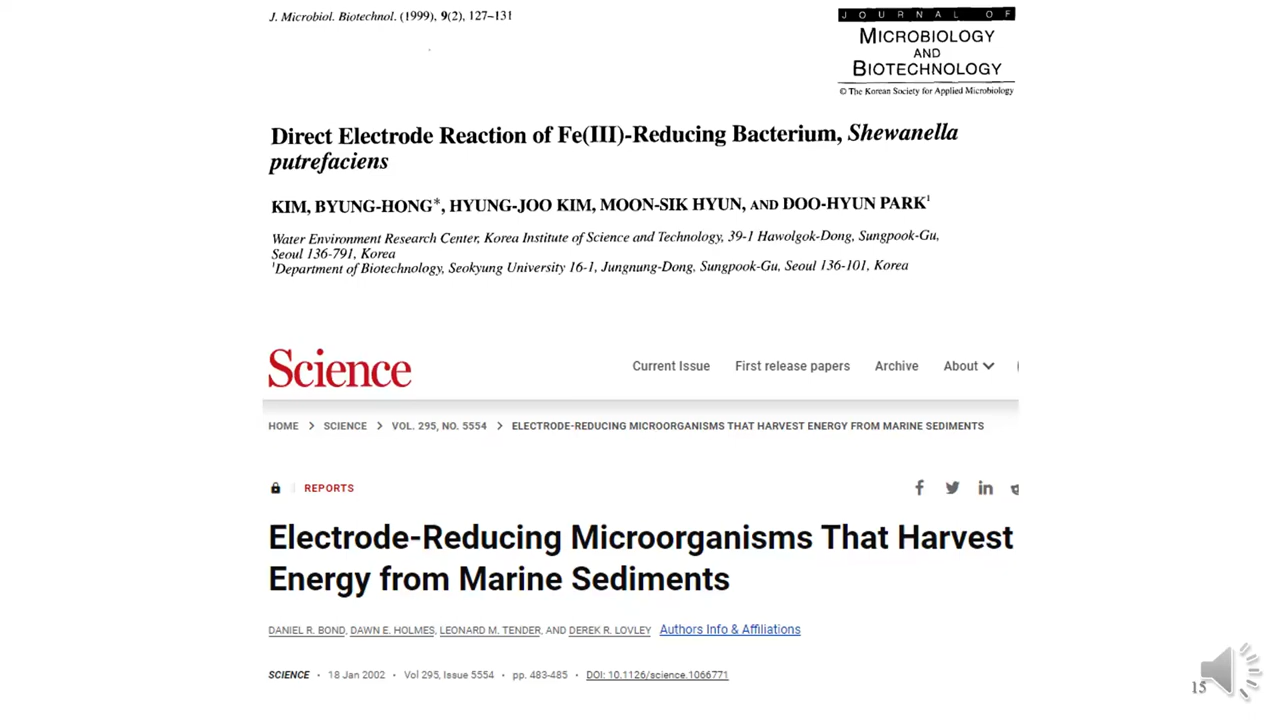 J. Microbiol. Biotechnol. (1999), 9(2), 127–131
JOURNAL OF
MICROBIOLOGY
AND
BIOTECHNOLOGY
© The Korean Society for Applied Microbiology
Direct Electrode Reaction of Fe(III)-Reducing Bacterium, Shewanella
putrefaciens
KIM, BYUNG-HONG*, HYUNG-JOO KIM, MOON-SIK HYUN, AND DOO-HYUN PARK¹
Water Environment Research Center, Korea Institute of Science and Technology, 39-1 Hawolgok-Dong, Sungpook-Gu,
Seoul 136-791, Korea
¹Department of Biotechnology, Seokyung University 16-1, Jungnung-Dong, Sungpook-Gu, Seoul 136-101, Korea
Science
Current Issue First release papers Archive About
HOME > SCIENCE > VOL. 295, NO. 5554 > ELECTRODE-REDUCING MICROORGANISMS THAT HARVEST ENERGY FROM MARINE SEDIMENTS
REPORTS
Electrode-Reducing Microorganisms That Harvest
Energy from Marine Sediments
DANIEL R. BOND, DAWN E. HOLMES, LEONARD M. TENDER, AND DEREK R. LOVLEY Authors Info & Affiliations
SCIENCE • 18 Jan 2002 • Vol 295, Issue 5554 • pp. 483-485 • DOI: 10.1126/science.1066771
15